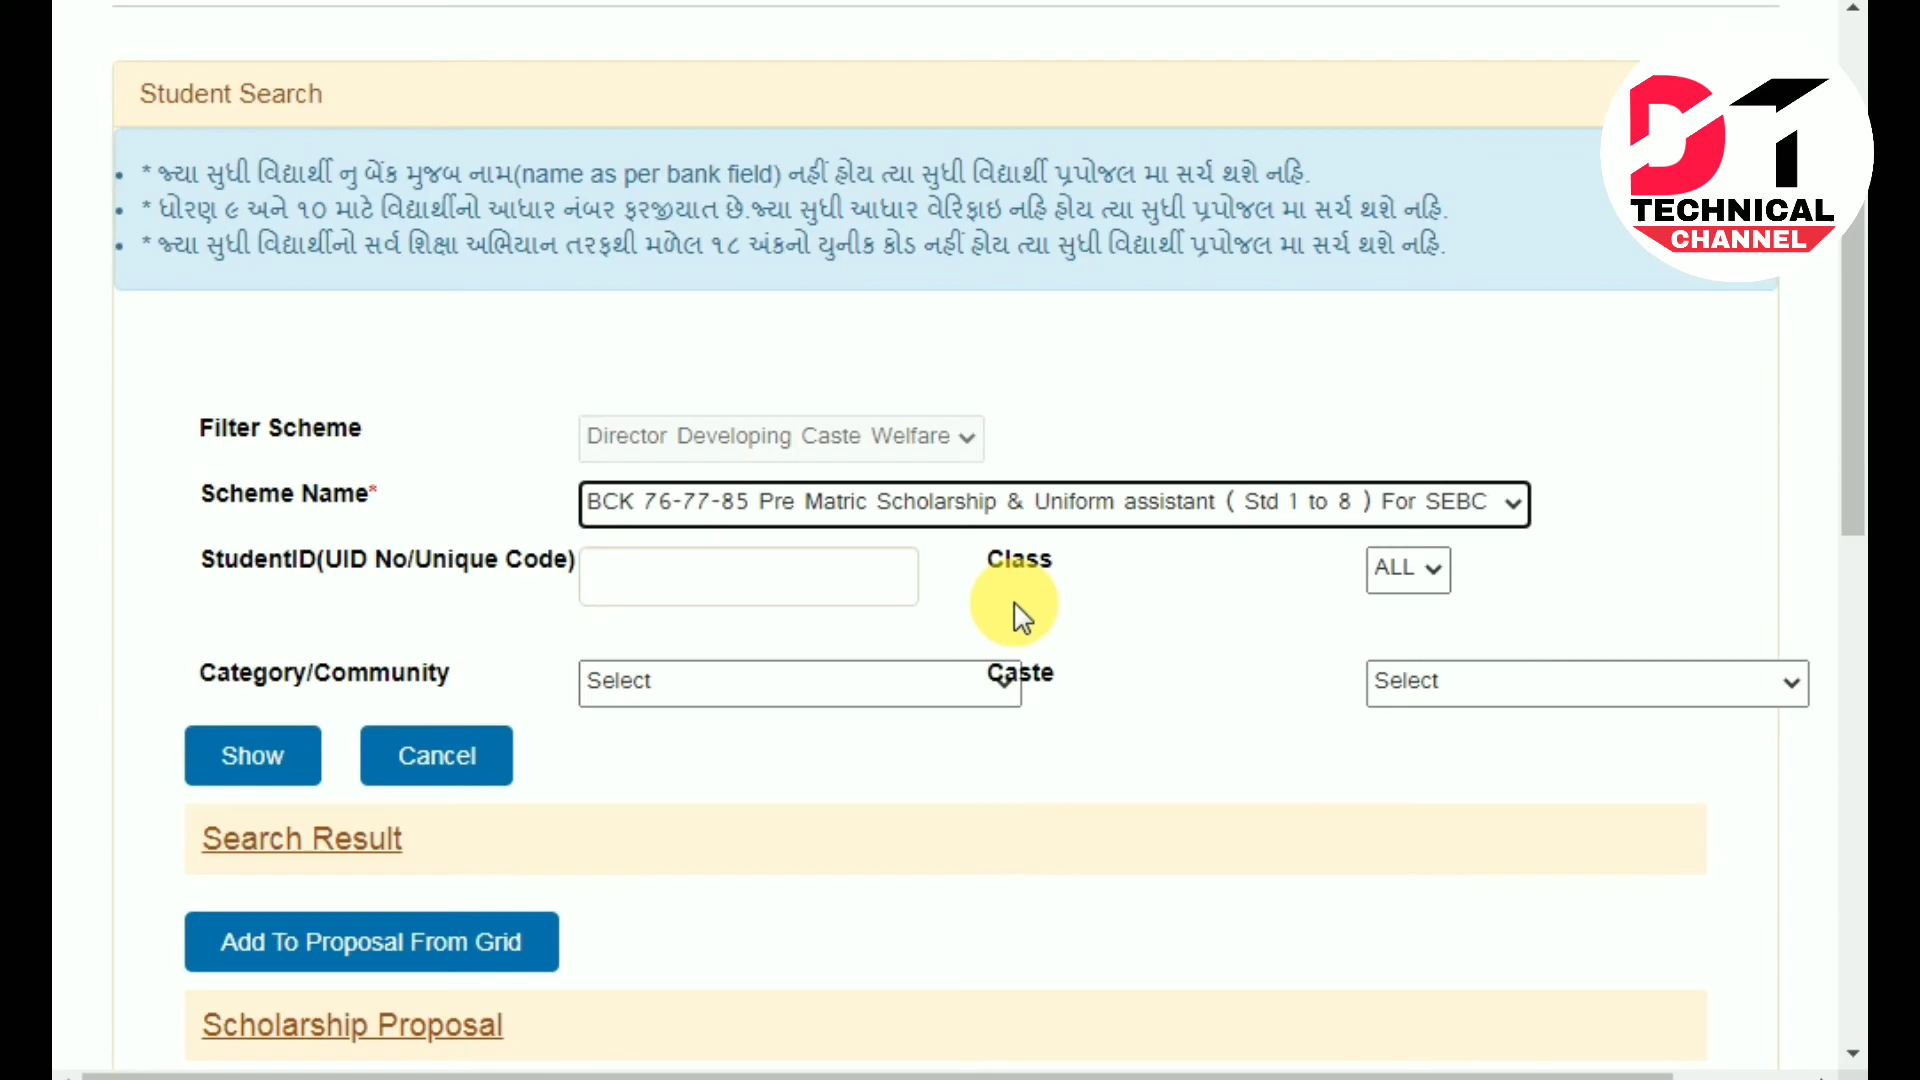 Student Search
* જ્યા સુધી વિદ્યાર્થી નુ બેંક મુજબ નામ(name as per bank field) નહીં હોય ત્યા સુધી વિદ્યાર્થી પ્રપોજલ મા સર્ચ થશે નહિ.
* ધોરણ ૯ અને ૧૦ માટે વિદ્યાર્થીનો આધાર નંબર ફરજીયાત છે.જ્યા સુધી આધાર વેરિફાઇ નહિ હોય ત્યા સુધી પ્રપોજલ મા સર્ચ થશે નહિ.
* જ્યા સુધી વિદ્યાર્થીનો સર્વ શિક્ષા અભિયાન તરફથી મળેલ ૧૮ અંકનો યુનીક કોડ નહીં હોય ત્યા સુધી વિદ્યાર્થી પ્રપોજલ મા સર્ચ થશે નહિ.
DT
TECHNICAL
CHANNEL
Filter Scheme Director Developing Caste Welfare
Scheme Name* BCK 76-77-85 Pre Matric Scholarship & Uniform assistant ( Std 1 to 8 ) For SEBC
StudentID(UID No/Unique Code) Class ALL
Category/Community Select Caste Select
Show Cancel
Search Result
Add To Proposal From Grid
Scholarship Proposal